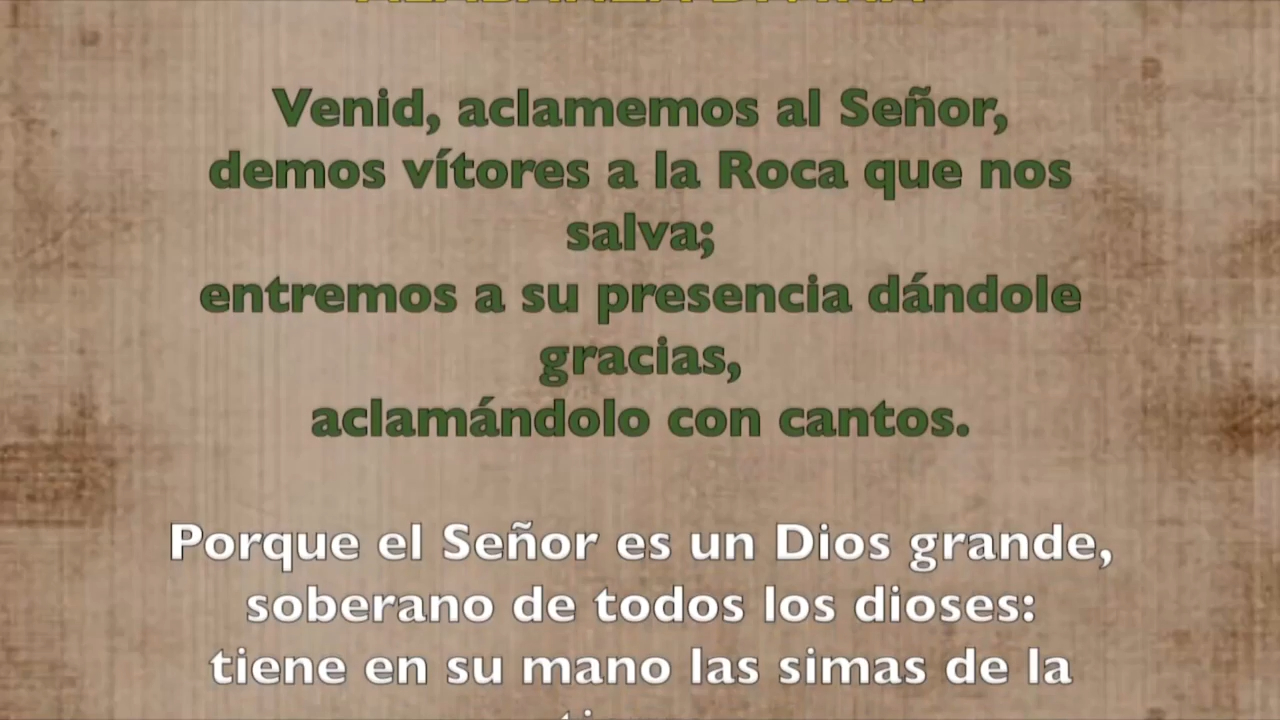 Venid, aclamemos al Señor,
demos vítores a la Roca que nos
salva;
entremos a su presencia dándole
gracias,
aclamándolo con cantos.
Porque el Señor es un Dios grande,
soberano de todos los dioses:
tiene en su mano las simas de la